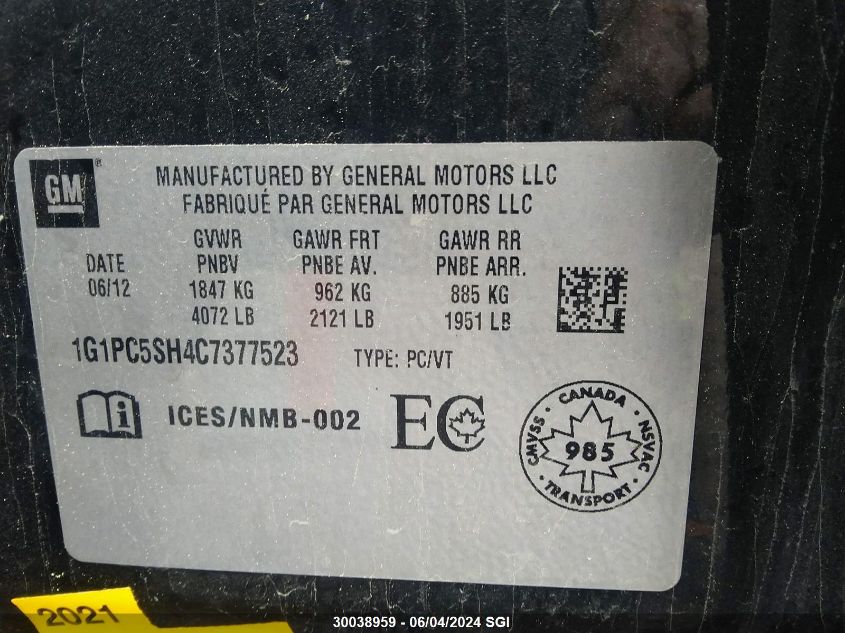 GM ®
MANUFACTURED BY GENERAL MOTORS LLC
FABRIQUÉ PAR GENERAL MOTORS LLC
GVWR GAWR FRT GAWR RR
DATE PNBV PNBE AV. PNBE ARR.
06/12 1847 KG 962 KG 885 KG
4072 LB 2121 LB 1951 LB
1G1PC5SH4C7377523 TYPE: PC/VT
i ICES/NMB-002 EC
· CANADA ·
CMVSS 985 NSVAC
· TRANSPORT ·
2021
30038959 - 06/04/2024 SGI